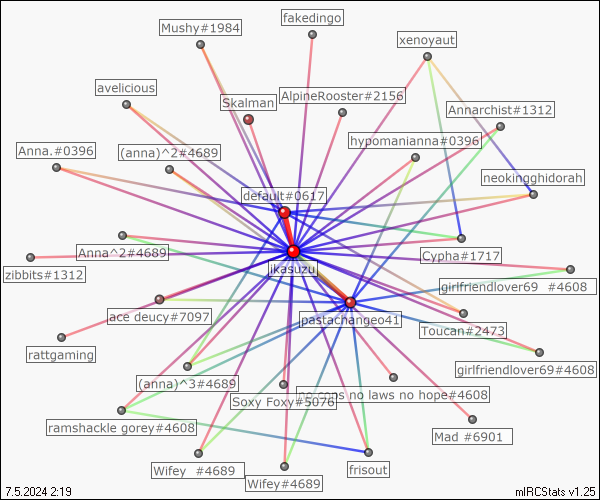 fakedingo
Mushy#1984
xenoyaut
avelicious
AlpineRooster#2156
Skalman
Annarchist#1312
hypomanianna#0396
Anna.#0396
(anna)^2#4689
neokingghidorah
default#0617
Anna^2#4689
Cypha#1717
ikasuzu
zibbits#1312
girlfriendlover69 #4608
ace deucy#7097
pastachangeo41
Toucan#2473
rattgaming
girlfriendlover69#4608
(anna)^3#4689
no cops no laws no hope#4608
Soxy Foxy#5076
ramshackle gorey#4608
Mad #6901
Wifey #4689
frisout
Wifey#4689
7.5.2024 2:19
mIRCStats v1.25